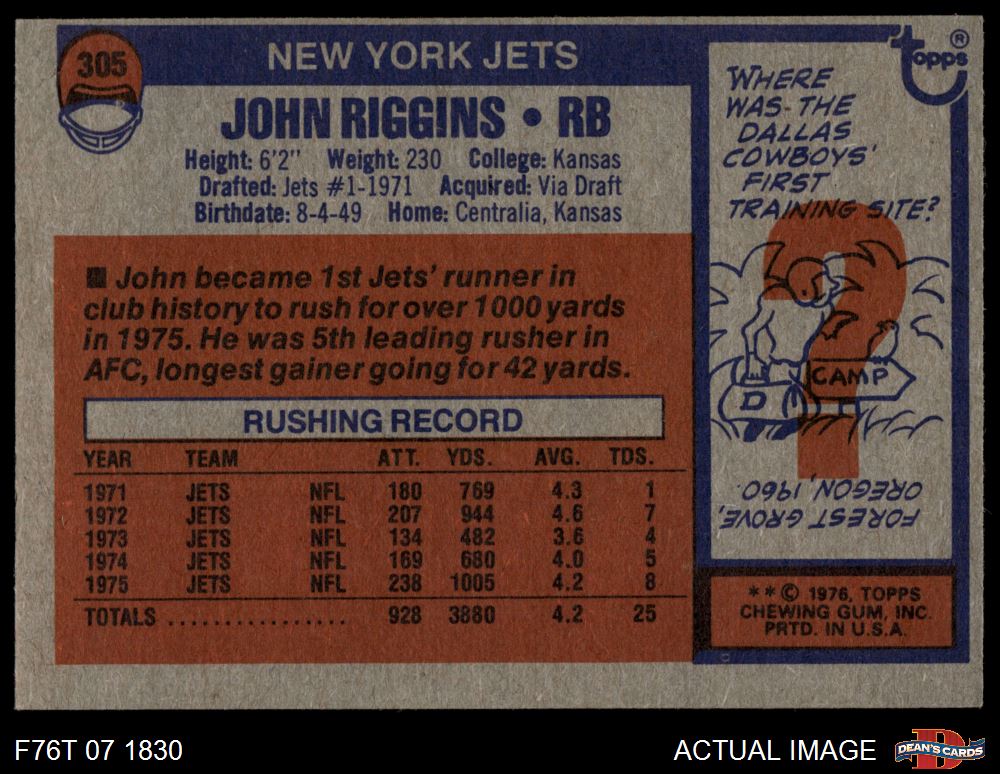 305
NEW YORK JETS
JOHN RIGGINS • RB
Height: 6'2" Weight: 230 College: Kansas
Drafted: Jets #1-1971 Acquired: Via Draft
Birthdate: 8-4-49 Home: Centralia, Kansas
■ John became 1st Jets' runner in
club history to rush for over 1000 yards
in 1975. He was 5th leading rusher in
AFC, longest gainer going for 42 yards.
RUSHING RECORD
YEAR TEAM ATT. YDS. AVG. TDS.
1971 JETS NFL 180 769 4.3 1
1972 JETS NFL 207 944 4.6 7
1973 JETS NFL 134 482 3.6 4
1974 JETS NFL 169 680 4.0 5
1975 JETS NFL 238 1005 4.2 8
TOTALS ................ 928 3880 4.2 25
topps ®
WHERE
WAS THE
DALLAS
COWBOYS'
FIRST
TRAINING SITE?
?
CAMP
D
FOREST GROVE,
OREGON, 1960.
** © 1976, TOPPS
CHEWING GUM, INC.
PRTD. IN U.S.A.
D
F76T 07 1830
ACTUAL IMAGE
D
DEAN'S CARDS